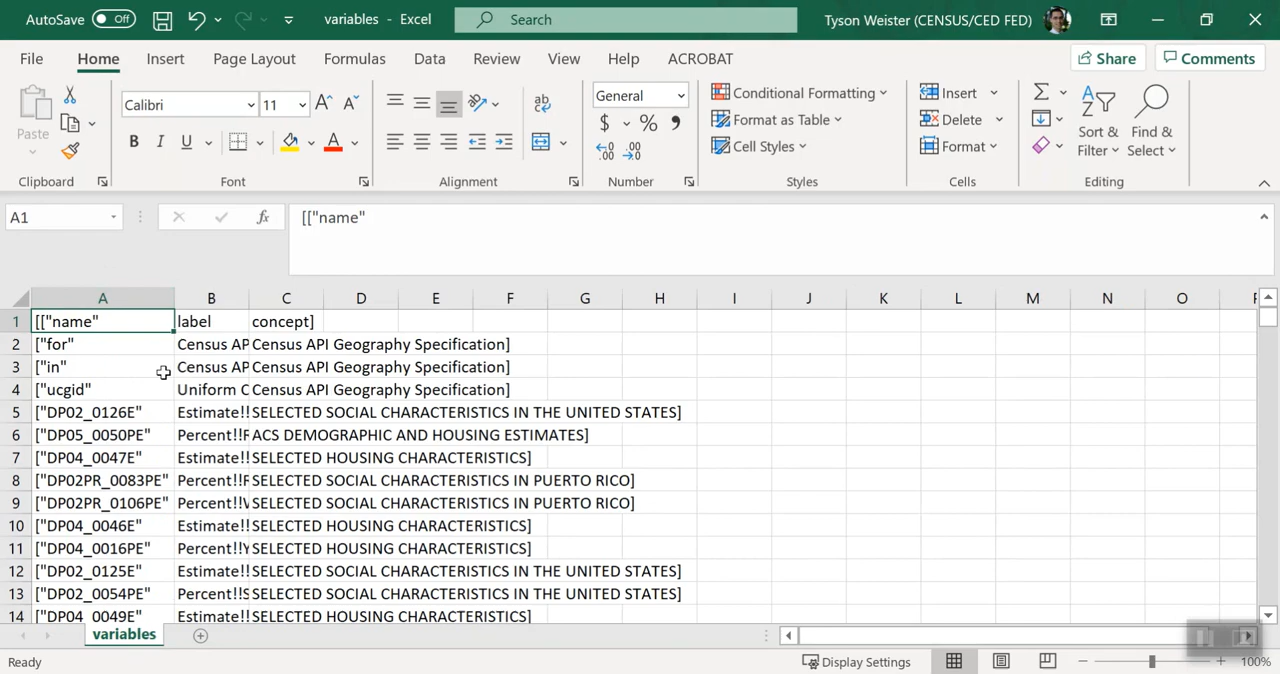 AutoSave Off variables - Excel Search Tyson Weister (CENSUS/CED FED)
File Home Insert Page Layout Formulas Data Review View Help ACROBAT Share Comments
Paste Calibri 11 A^ A˅ ab General Conditional Formatting Insert Σ Sort & Filter Find & Select
B I U A $ % , Format as Table Delete
Cell Styles Format
Clipboard Font Alignment Number Styles Cells Editing
A1 fx [["name"
A B C D E F G H I J K L M N O
1 [["name" label concept]
2 ["for" Census AP Census API Geography Specification]
3 ["in" Census AP Census API Geography Specification]
4 ["ucgid" Uniform C Census API Geography Specification]
5 ["DP02_0126E" Estimate!! SELECTED SOCIAL CHARACTERISTICS IN THE UNITED STATES]
6 ["DP05_0050PE" Percent!!R ACS DEMOGRAPHIC AND HOUSING ESTIMATES]
7 ["DP04_0047E" Estimate!! SELECTED HOUSING CHARACTERISTICS]
8 ["DP02PR_0083PE" Percent!!R SELECTED SOCIAL CHARACTERISTICS IN PUERTO RICO]
9 ["DP02PR_0106PE" Percent!!V SELECTED SOCIAL CHARACTERISTICS IN PUERTO RICO]
10 ["DP04_0046E" Estimate!! SELECTED HOUSING CHARACTERISTICS]
11 ["DP04_0016PE" Percent!!Y SELECTED HOUSING CHARACTERISTICS]
12 ["DP02_0125E" Estimate!! SELECTED SOCIAL CHARACTERISTICS IN THE UNITED STATES]
13 ["DP02_0054PE" Percent!!S SELECTED SOCIAL CHARACTERISTICS IN THE UNITED STATES]
14 ["DP04_0049E" Estimate!! SELECTED HOUSING CHARACTERISTICS]
variables
Ready Display Settings 100%